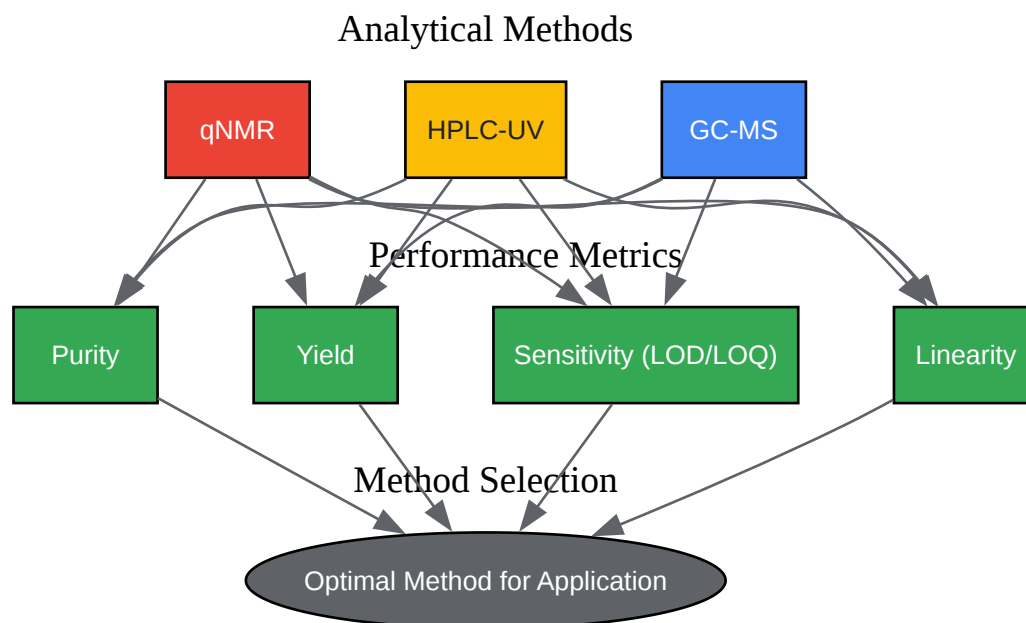 Analytical Methods
qNMR
HPLC-UV
GC-MS
Performance Metrics
Purity
Yield
Sensitivity (LOD/LOQ)
Linearity
Method Selection
Optimal Method for Application